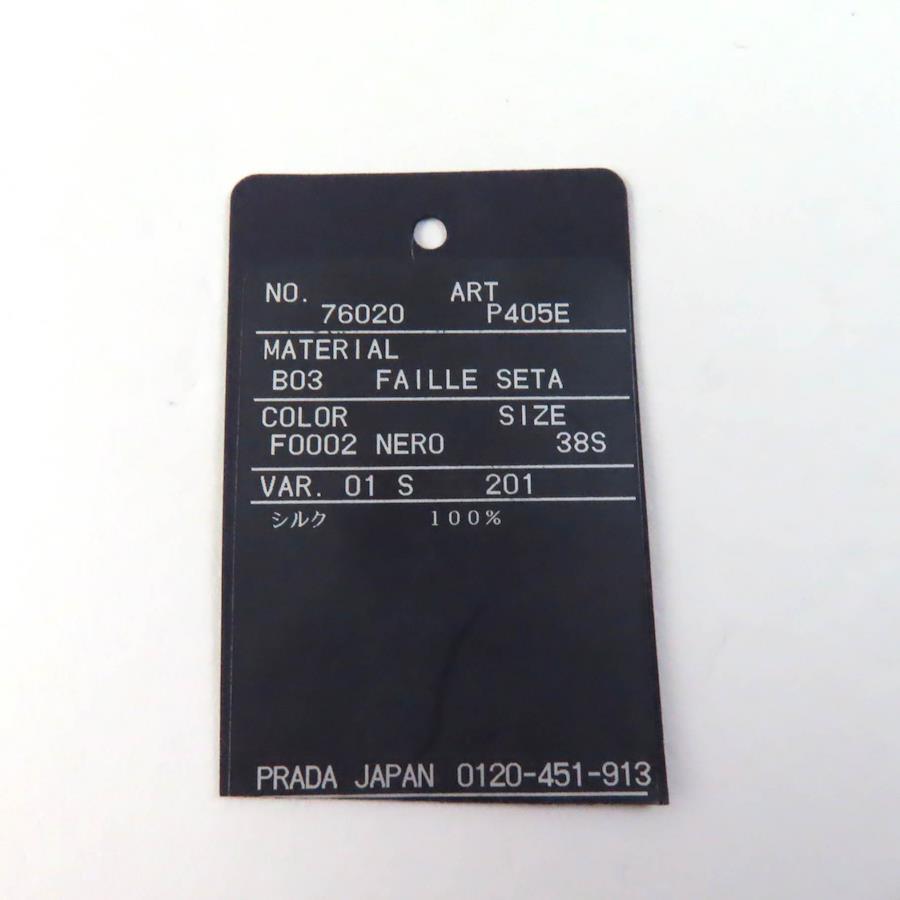 NO. ART
76020 P405E
MATERIAL
B03 FAILLE SETA
COLOR SIZE
F0002 NERO 38S
VAR. 01 S 201
シルク 100%
PRADA JAPAN 0120-451-913